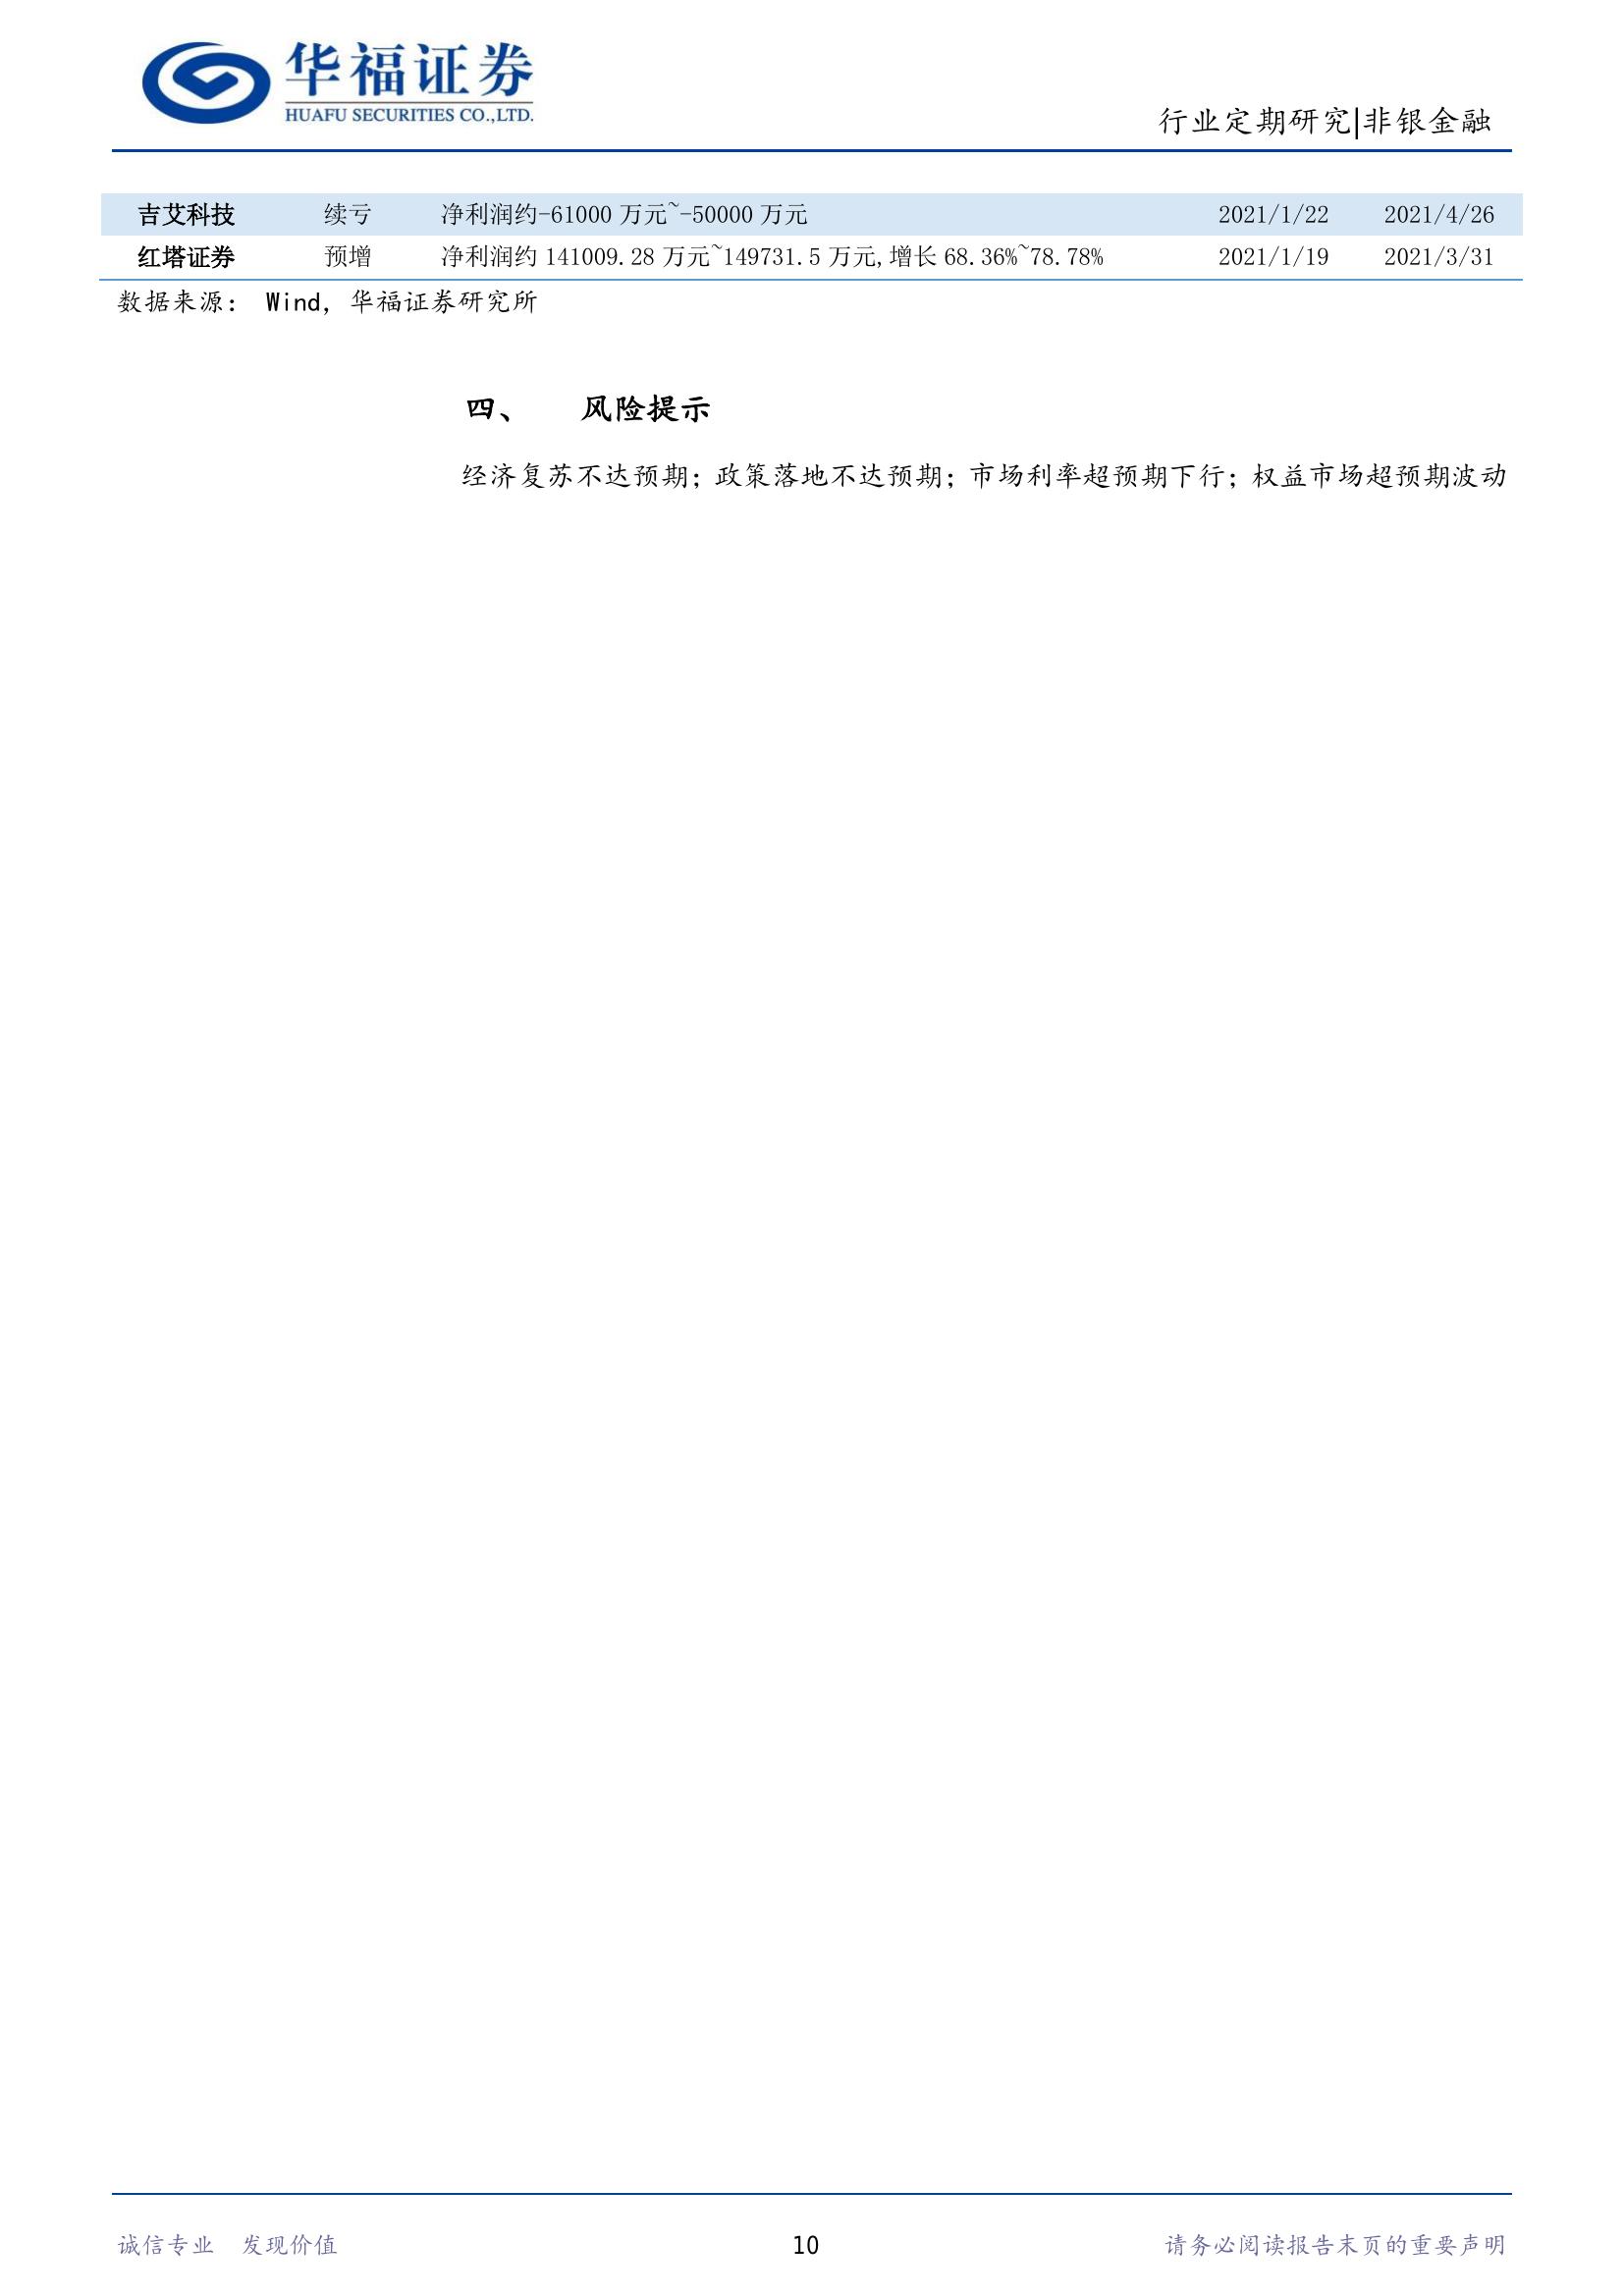 华福证券
HUAFU SECURITIES CO.,LTD.
行业定期研究|非银金融
吉艾科技 续亏 净利润约-61000 万元~-50000 万元 2021/1/22 2021/4/26
红塔证券 预增 净利润约 141009.28 万元~149731.5 万元,增长 68.36%~78.78% 2021/1/19 2021/3/31
数据来源： Wind，华福证券研究所
四、 风险提示
经济复苏不达预期；政策落地不达预期；市场利率超预期下行；权益市场超预期波动
诚信专业 发现价值 10 请务必阅读报告末页的重要声明